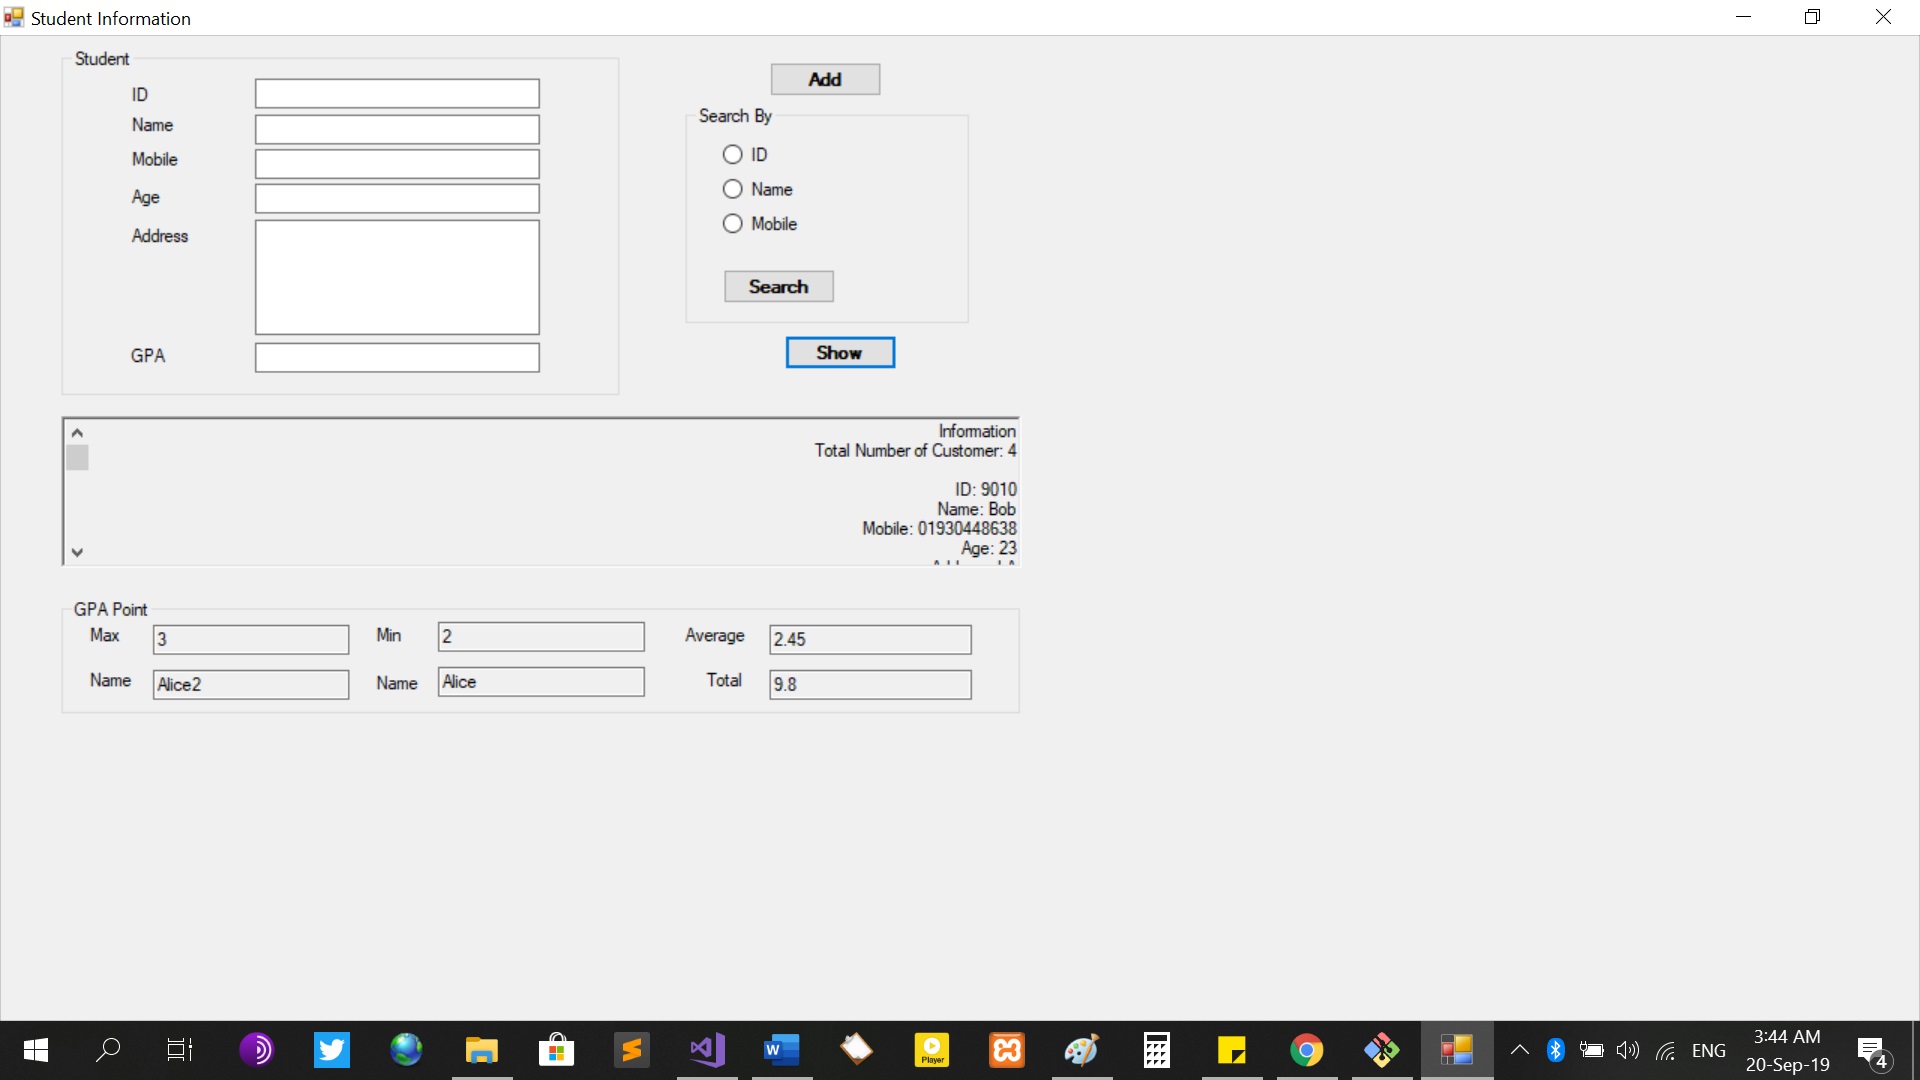 Student Information
Student
ID
Name
Mobile
Age
Address
GPA
Add
Search By
ID
Name
Mobile
Search
Show
Information
Total Number of Customer: 4
ID: 9010
Name: Bob
Mobile: 01930448638
Age: 23
GPA Point
Max 3 Min 2 Average 2.45
Name Alice2 Name Alice Total 9.8
W
Player
ENG
3:44 AM
20-Sep-19
4